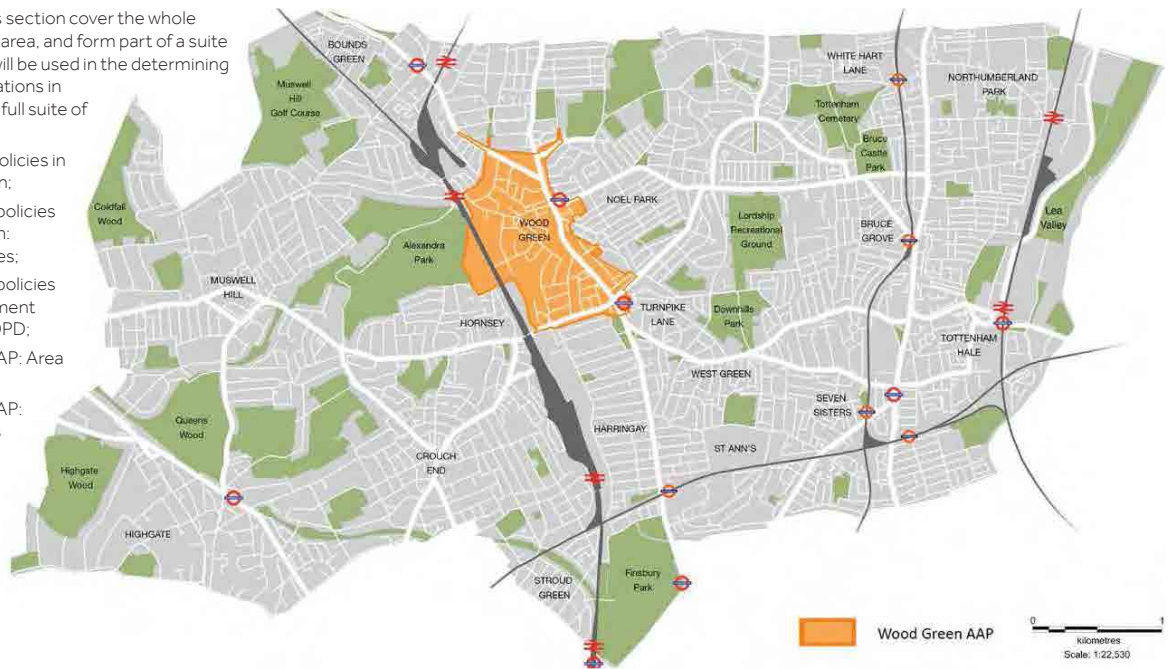 s section cover the whole
area, and form part of a suite
vill be used in the determining
ations in
full suite of
olicies in
n;
policies
n:
es;
policies
ment
OPD;
AP: Area
AP:
BOUNDS
GREEN
WHITE HART
LANE
NORTHUMBERLAND
PARK
Muswell
Hill
Golf Course
Tottenham
Cemetery
Bruce
Castle
Park
Coldfall
Wood
NOEL PARK
WOOD
GREEN
Lordship
Recreational
Ground
BRUCE
GROVE
Lea
Valley
Alexandra
Park
MUSWELL
HILL
HORNSEY
TURNPIKE
LANE
Downhills
Park
TOTTENHAM
HALE
WEST GREEN
SEVEN
SISTERS
Queens
Wood
HARRINGAY
ST ANN'S
CROUCH
END
Highgate
Wood
HIGHGATE
STROUD
GREEN
Finsbury
Park
Wood Green AAP
0
1
kilometres
Scale: 1:22,530